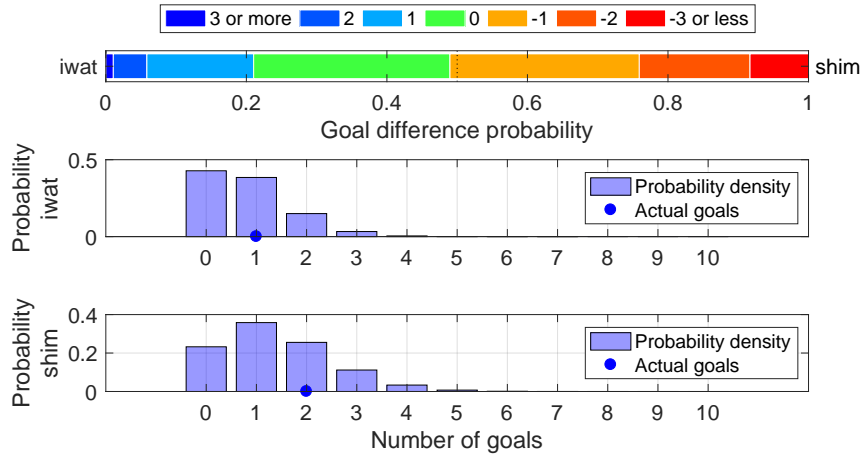 3 or more 2 1 0 -1 -2 -3 or less
iwat shim
0 0.2 0.4 0.6 0.8 1
Goal difference probability
Probability
iwat
0.5
0
Probability density
Actual goals
0 1 2 3 4 5 6 7 8 9 10
Probability
shim
0.4
0.2
0
Probability density
Actual goals
0 1 2 3 4 5 6 7 8 9 10
Number of goals